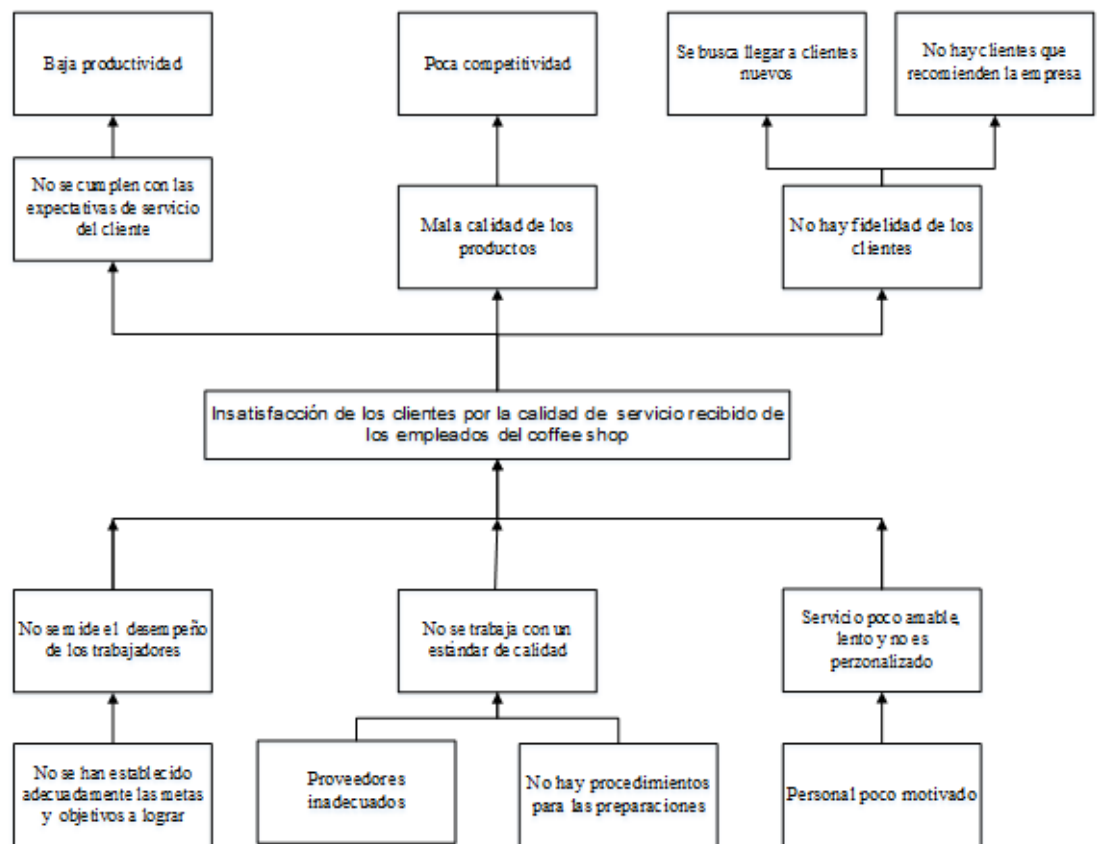 Baja productividad
Poca competitividad
Se busca llegar a clientes
nuevos
No hay clientes que
recomienden la empresa
No se cumplen con las
expectativas de servicio
del cliente
Mala calidad de los
productos
No hay fidelidad de los
clientes
Insatisfacción de los clientes por la calidad de servicio recibido de
los empleados del coffee shop
No se mide el desempeño
de los trabajadores
No se trabaja con un
estándar de calidad
Servicio poco amable,
lento y no es
perzonalizado
No se han establecido
adecuadamente las metas
y objetivos a lograr
Proveedores
inadecuados
No hay procedimientos
para las preparaciones
Personal poco motivado